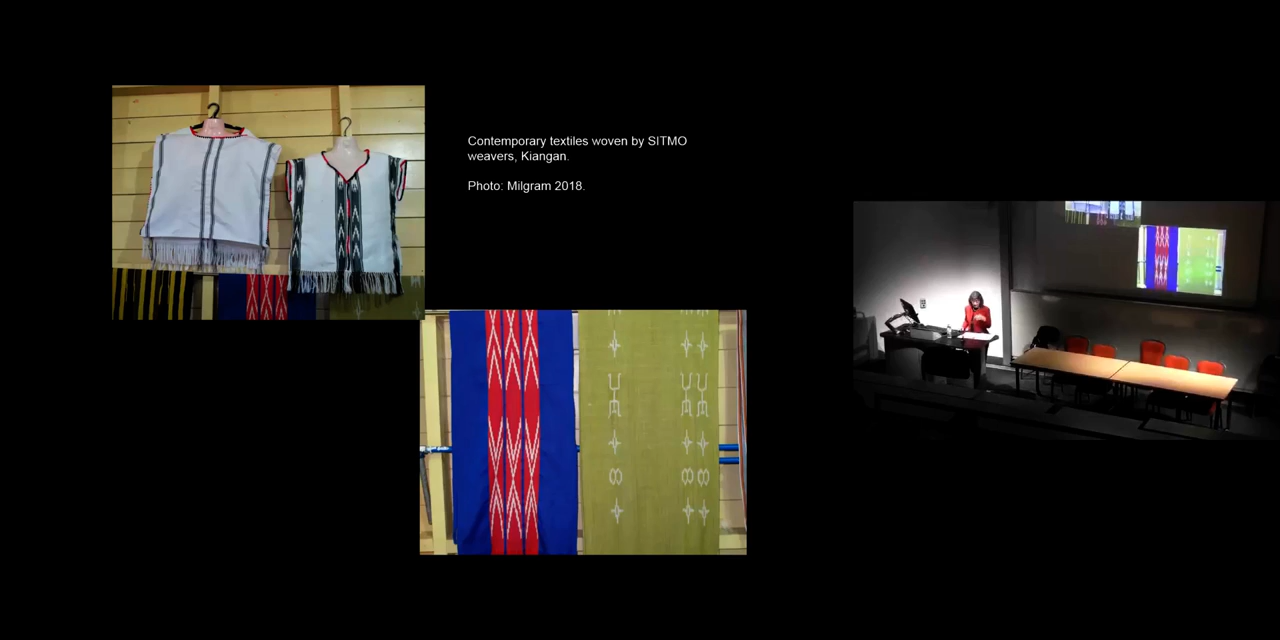 Contemporary textiles woven by SITMO
weavers, Kiangan.
Photo: Milgram 2018.